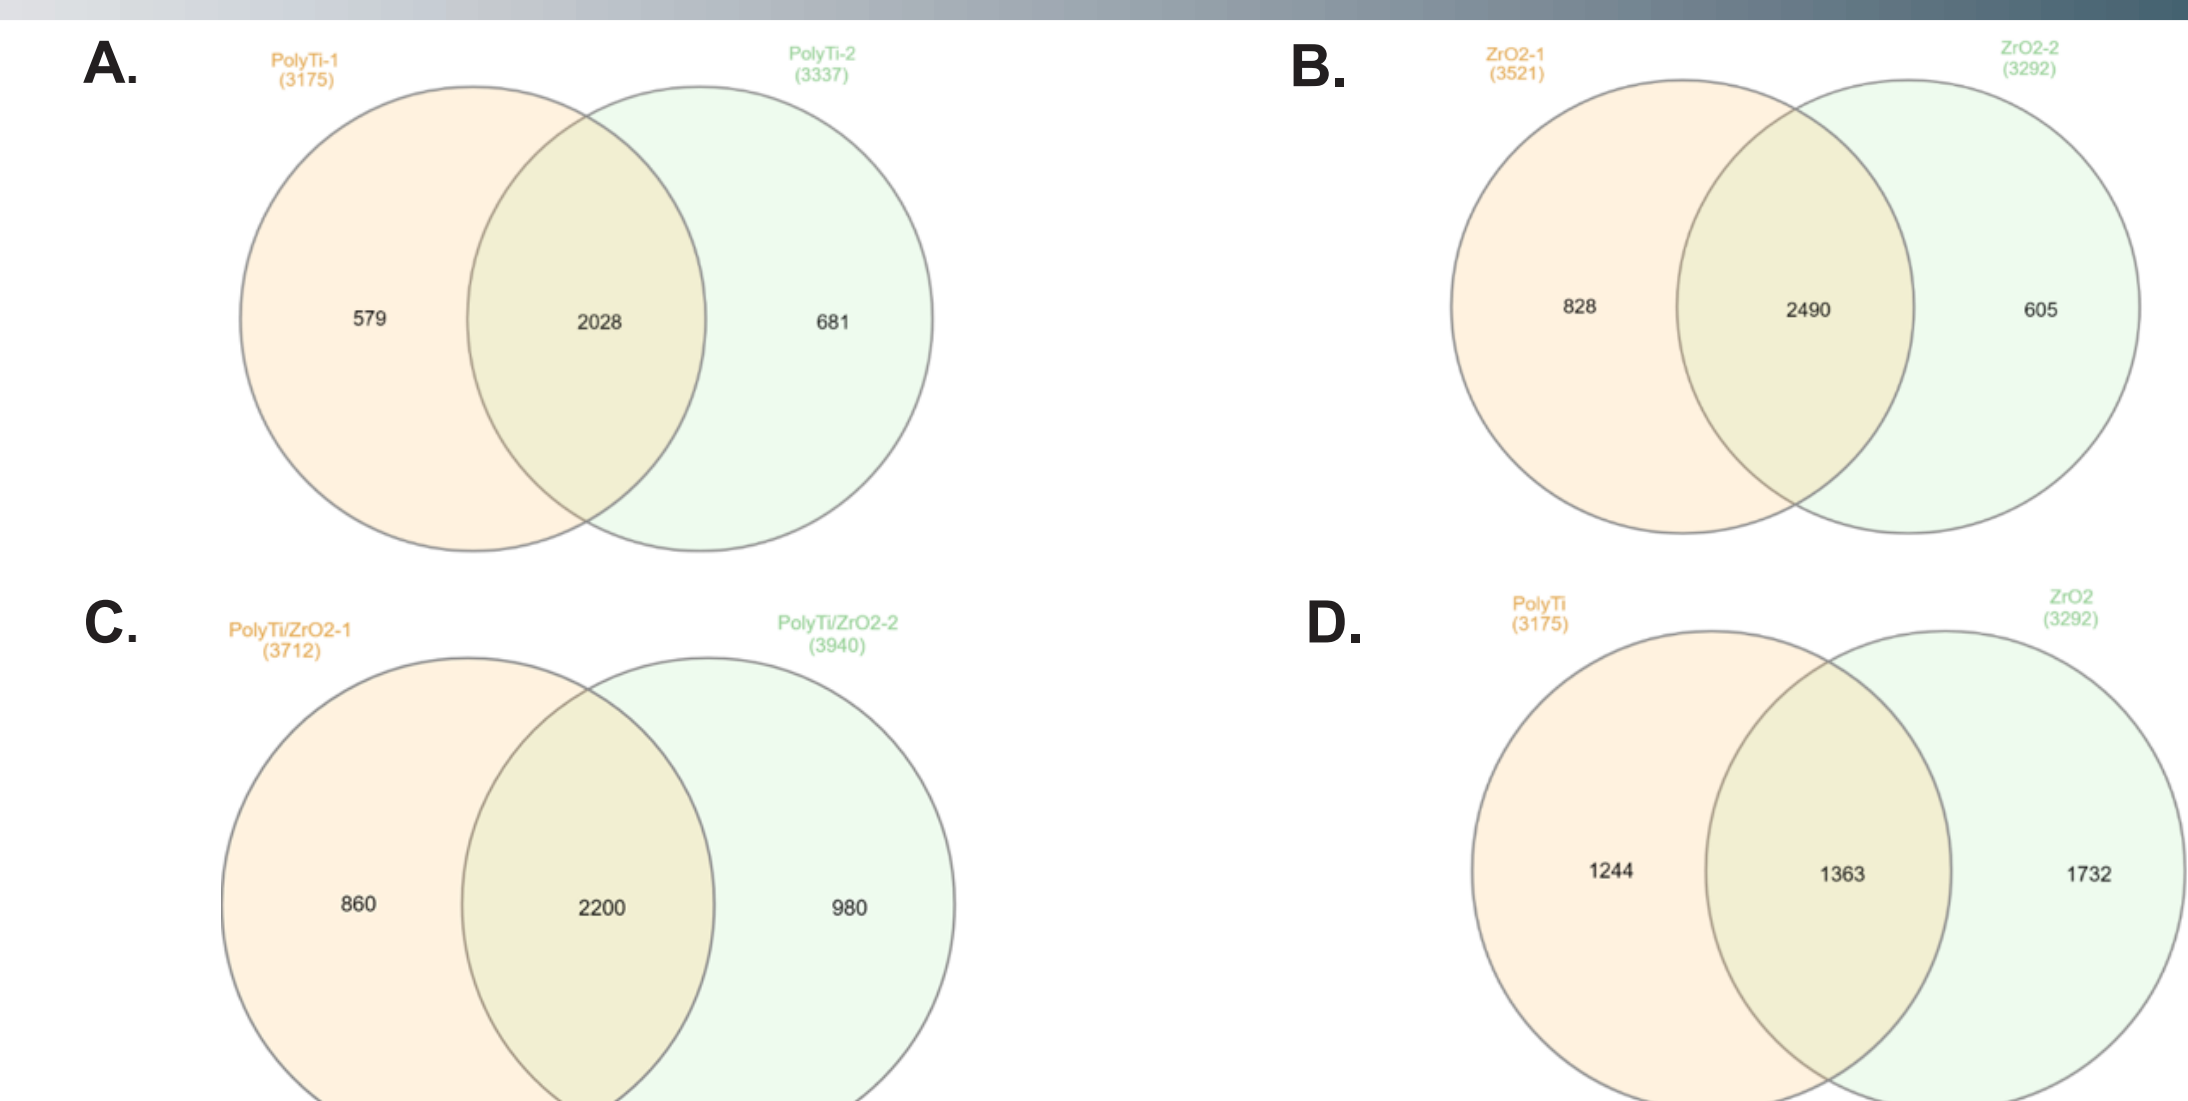 A.
PolyTi-1
(3175)
PolyTi-2
(3337)
579
2028
681
B.
ZrO2-1
(3521)
ZrO2-2
(3292)
828
2490
605
C.
PolyTi/ZrO2-1
(3712)
PolyTi/ZrO2-2
(3940)
860
2200
980
D.
PolyTi
(3175)
ZrO2
(3292)
1244
1363
1732